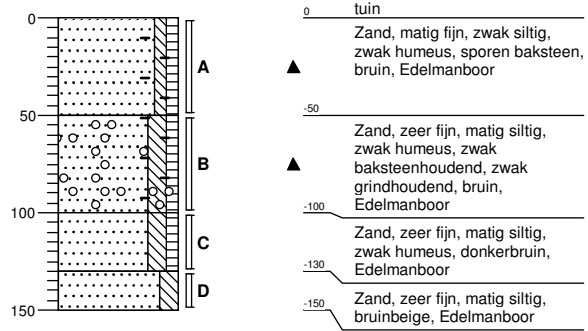 0
50
100
150
A
B
C
D
0 tuin
Zand, matig fijn, zwak siltig,
zwak humeus, sporen baksteen,
bruin, Edelmanboor
-50
Zand, zeer fijn, matig siltig,
zwak humeus, zwak
baksteenhoudend, zwak
grindhoudend, bruin,
Edelmanboor
-100
Zand, zeer fijn, matig siltig,
zwak humeus, donkerbruin,
Edelmanboor
-130
Zand, zeer fijn, matig siltig,
bruinbeige, Edelmanboor
-150